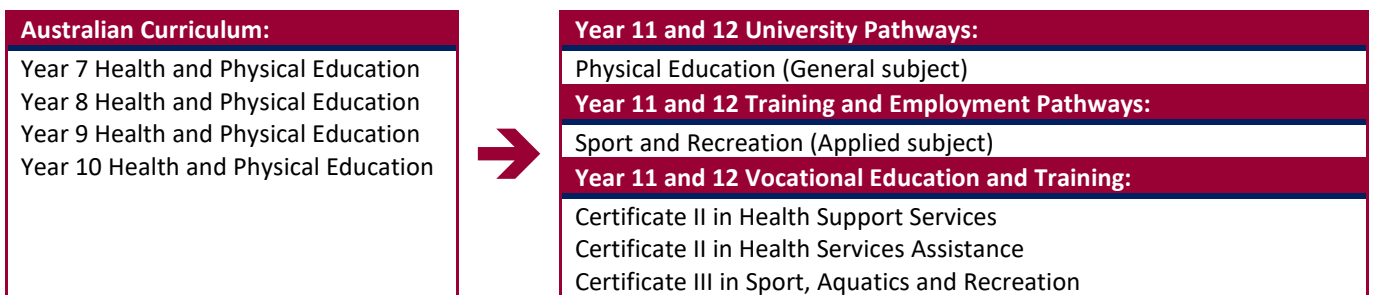 Australian Curriculum:
Year 7 Health and Physical Education
Year 8 Health and Physical Education
Year 9 Health and Physical Education
Year 10 Health and Physical Education
Year 11 and 12 University Pathways:
Physical Education (General subject)
Year 11 and 12 Training and Employment Pathways:
Sport and Recreation (Applied subject)
Year 11 and 12 Vocational Education and Training:
Certificate II in Health Support Services
Certificate II in Health Services Assistance
Certificate III in Sport, Aquatics and Recreation